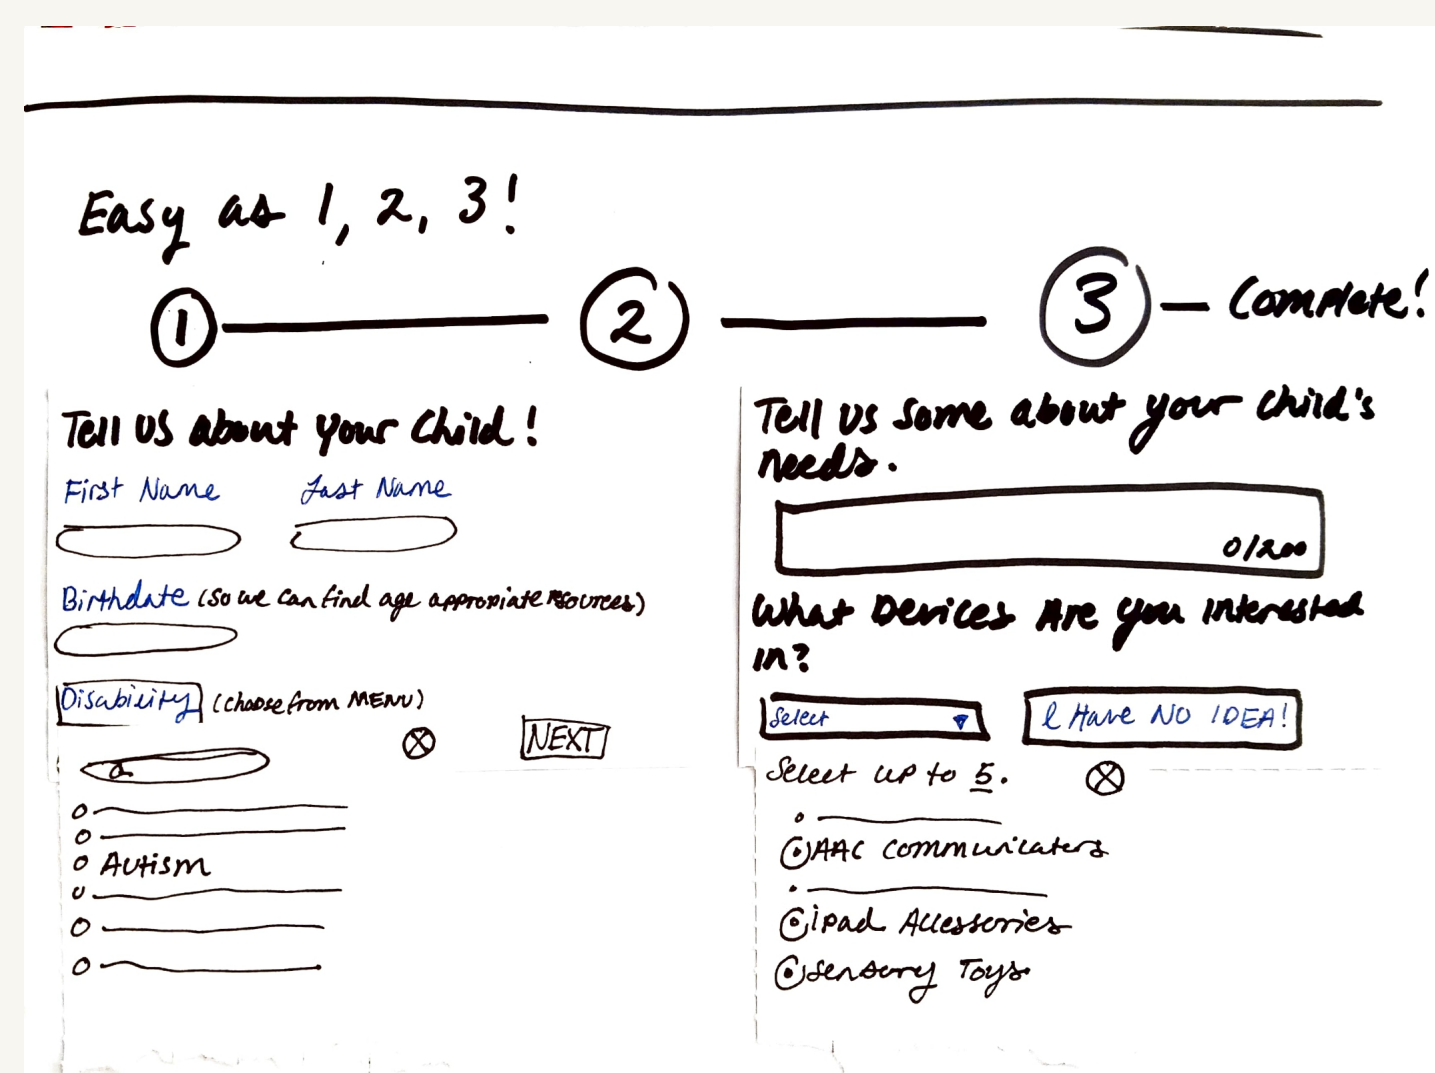 Easy as 1, 2, 3!
1 2 3 Complete!
Tell us about your child!
First Name Last Name
Birthdate (so we can find age appropiate resources)
Disability (choose from MENU)
NEXT
Autism
Tell us some about your child's
needs.
0/200
What Devices Are you interested
in?
Select I Have NO IDEA!
Select up to 5.
AAC Communicaters
ipad Accessories
Sensory Toys